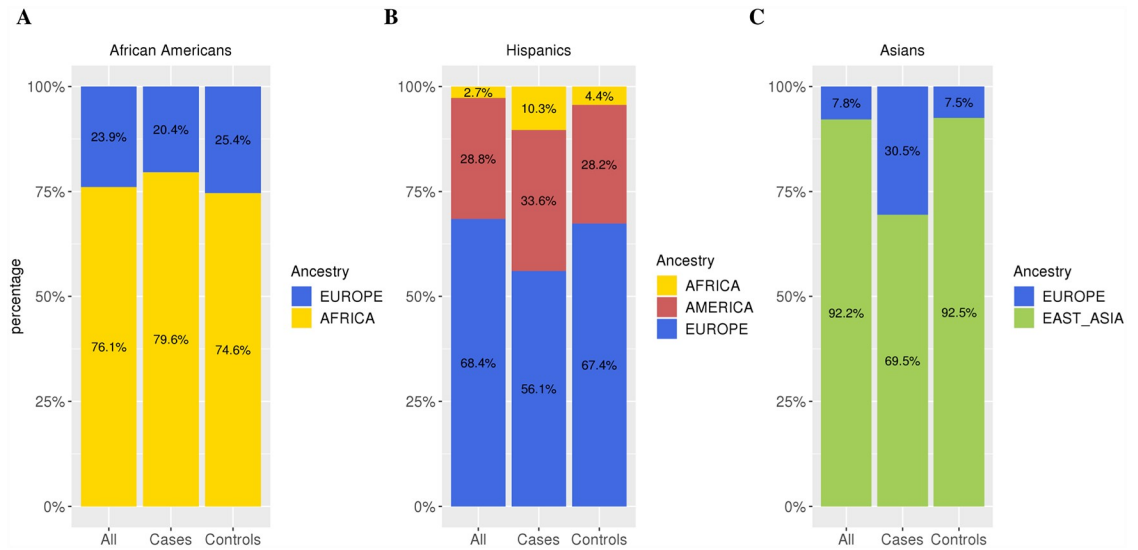 A
African Americans
percentage
100%
75%
50%
25%
0%
23.9%
20.4%
25.4%
76.1%
79.6%
74.6%
All
Cases
Controls
Ancestry
EUROPE
AFRICA
B
Hispanics
100%
75%
50%
25%
0%
2.7%
10.3%
4.4%
28.8%
33.6%
28.2%
68.4%
56.1%
67.4%
All
Cases
Controls
Ancestry
AFRICA
AMERICA
EUROPE
C
Asians
100%
75%
50%
25%
0%
7.8%
30.5%
7.5%
92.2%
69.5%
92.5%
All
Cases
Controls
Ancestry
EUROPE
EAST_ASIA